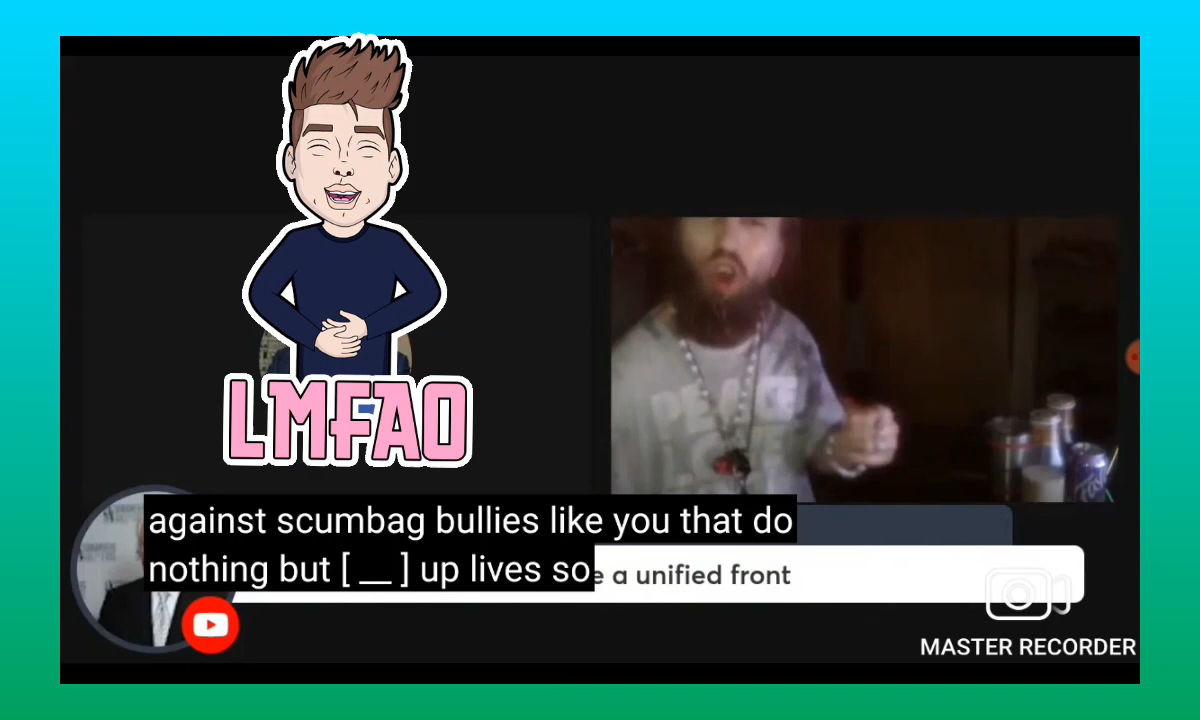 LMFAO
against scumbag bullies like you that do
nothing but [ __ ] up lives so
a unified front
MASTER RECORDER